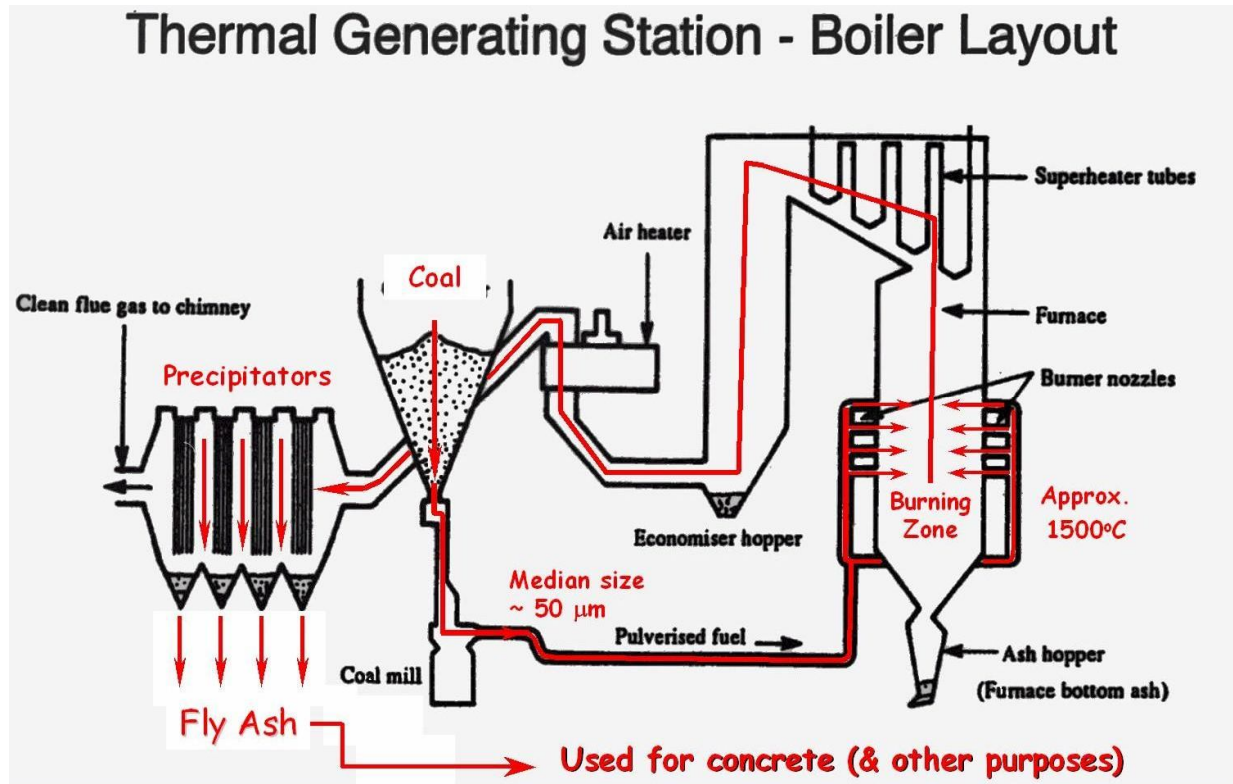 Thermal Generating Station - Boiler Layout
Superheater tubes
Air heater
Coal
Clean flue gas to chimney
Furnace
Precipitators
Burner nozzles
Burning
Zone
Approx.
1500°C
Economiser hopper
Median size
~ 50 μm
Pulverised fuel
Ash hopper
(Furnace bottom ash)
Coal mill
Fly Ash
Used for concrete (& other purposes)